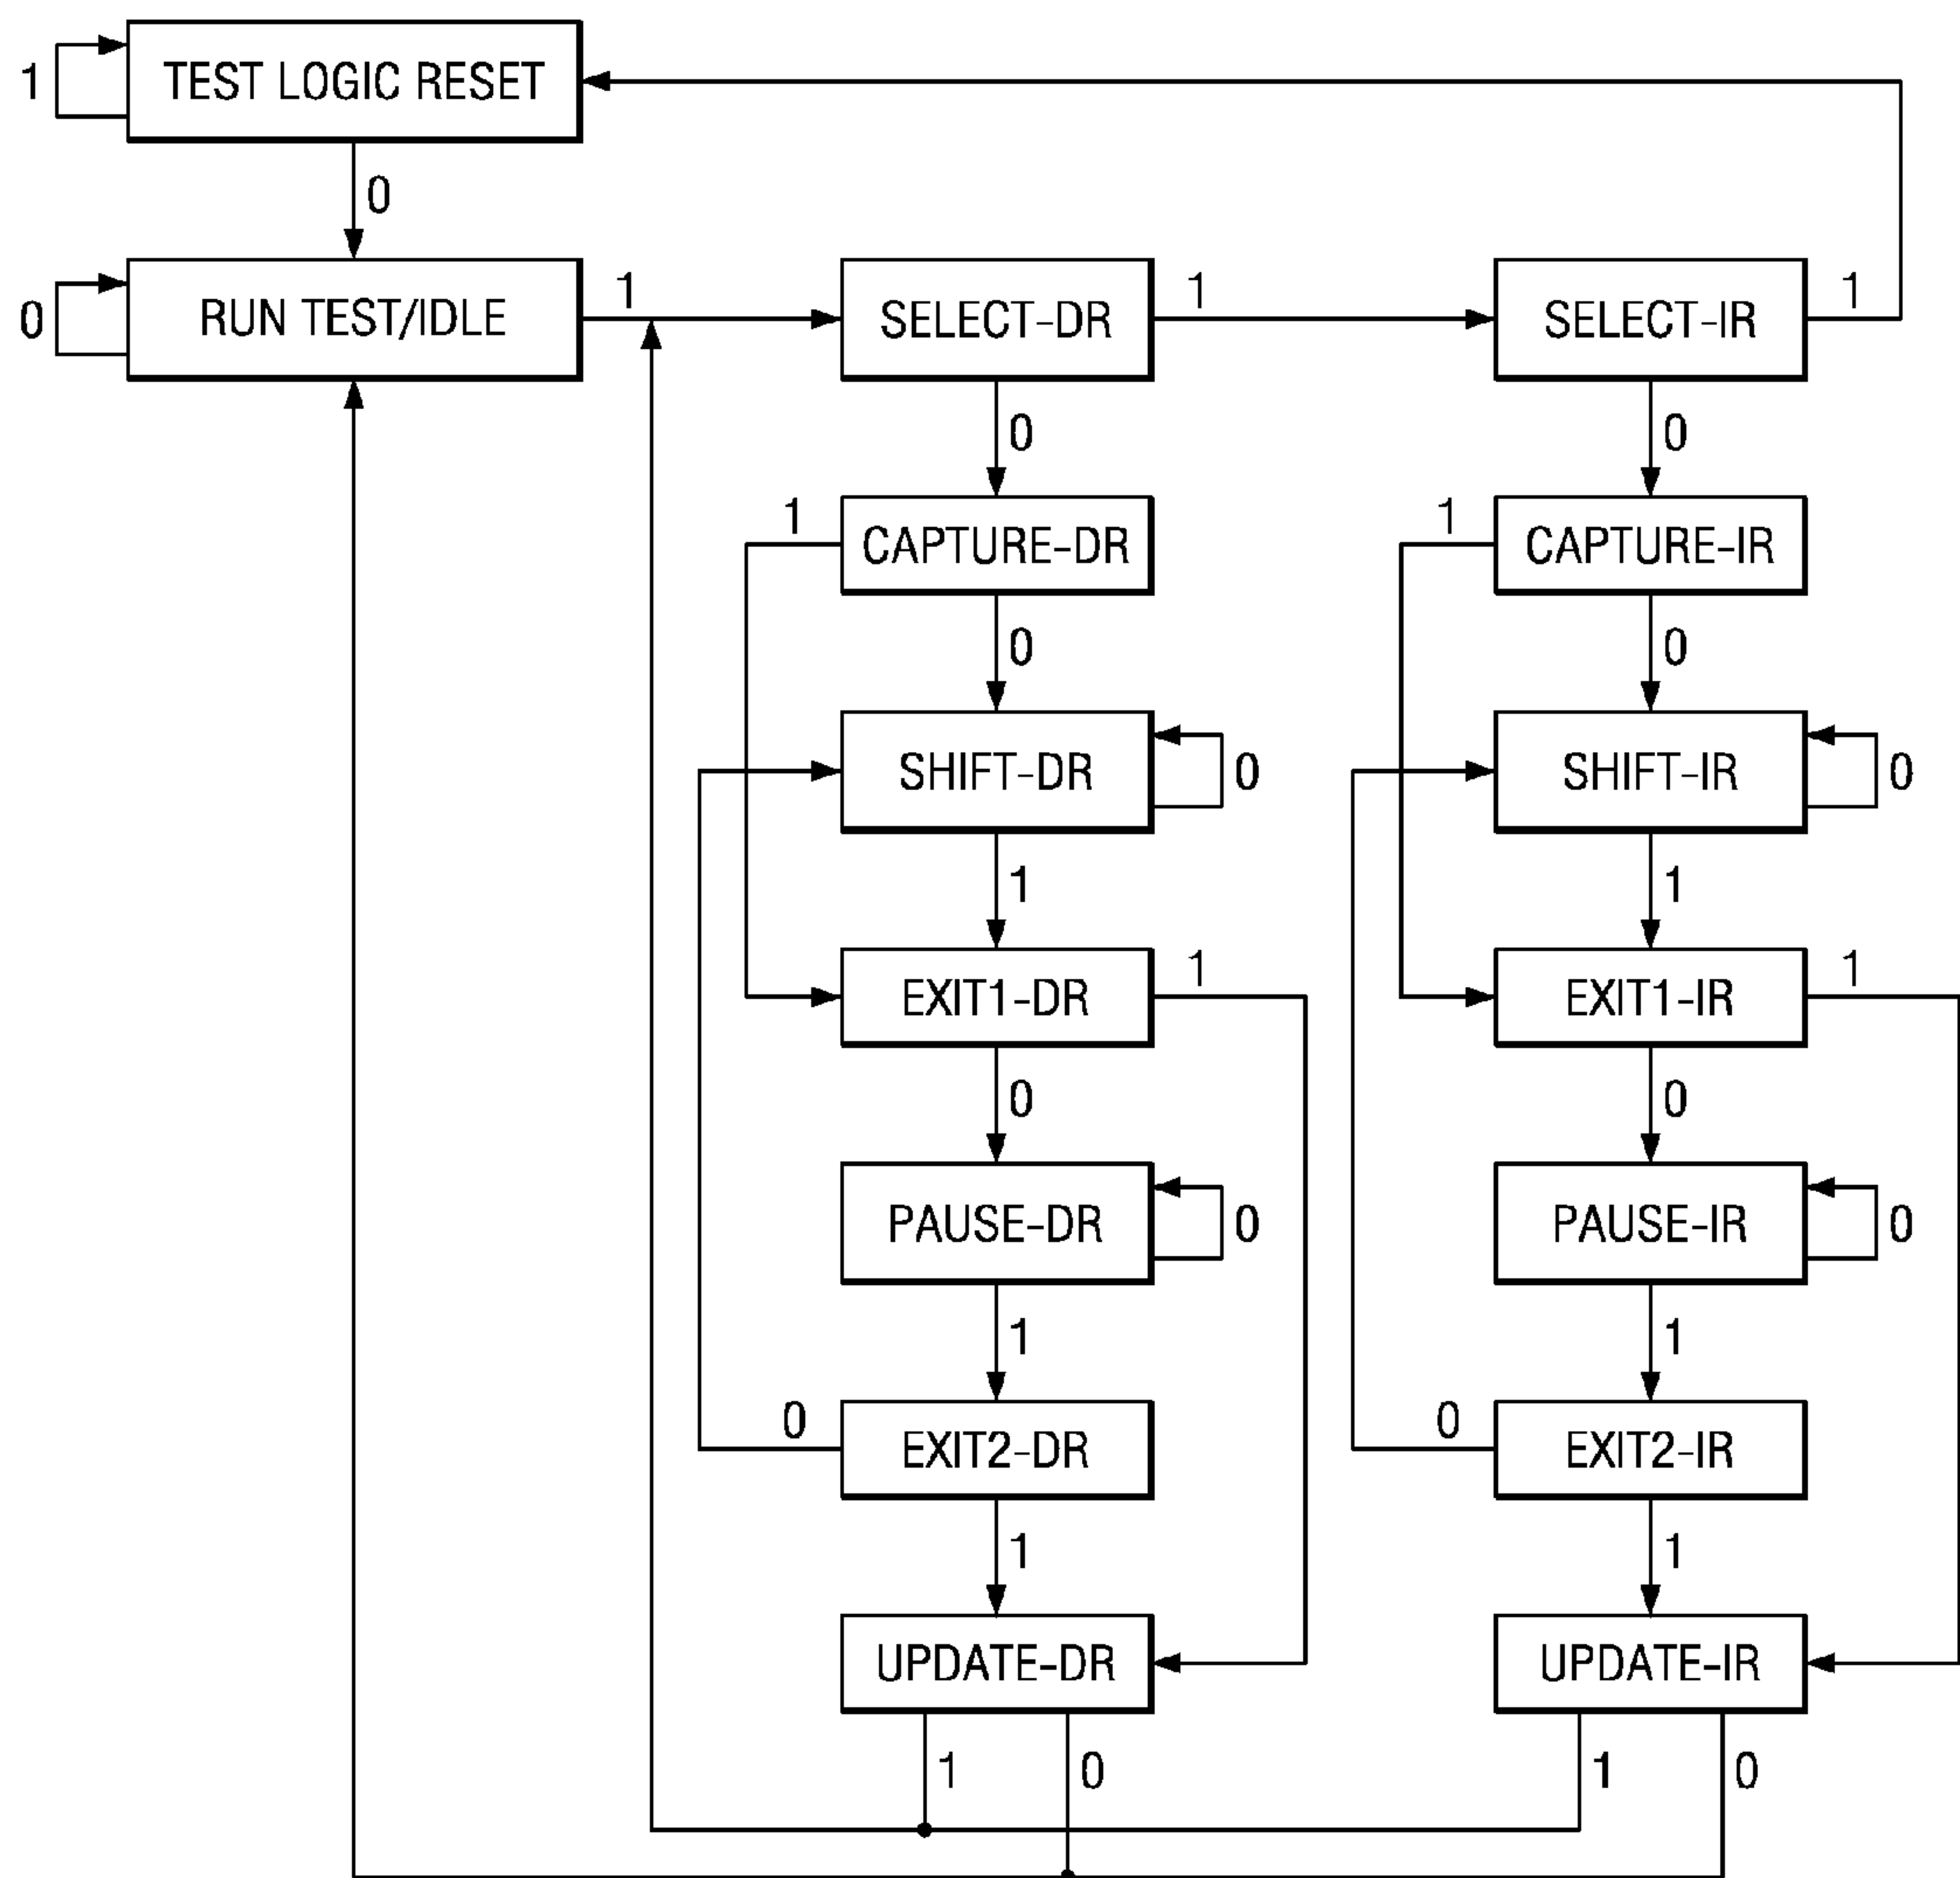 1
TEST LOGIC RESET
0
0
RUN TEST/IDLE
1
SELECT-DR
1
SELECT-IR
1
0
0
1
CAPTURE-DR
1
CAPTURE-IR
0
0
SHIFT-DR
0
SHIFT-IR
0
1
1
EXIT1-DR
1
EXIT1-IR
1
0
0
PAUSE-DR
0
PAUSE-IR
0
1
1
0
EXIT2-DR
0
EXIT2-IR
1
1
UPDATE-DR
UPDATE-IR
1
0
1
0